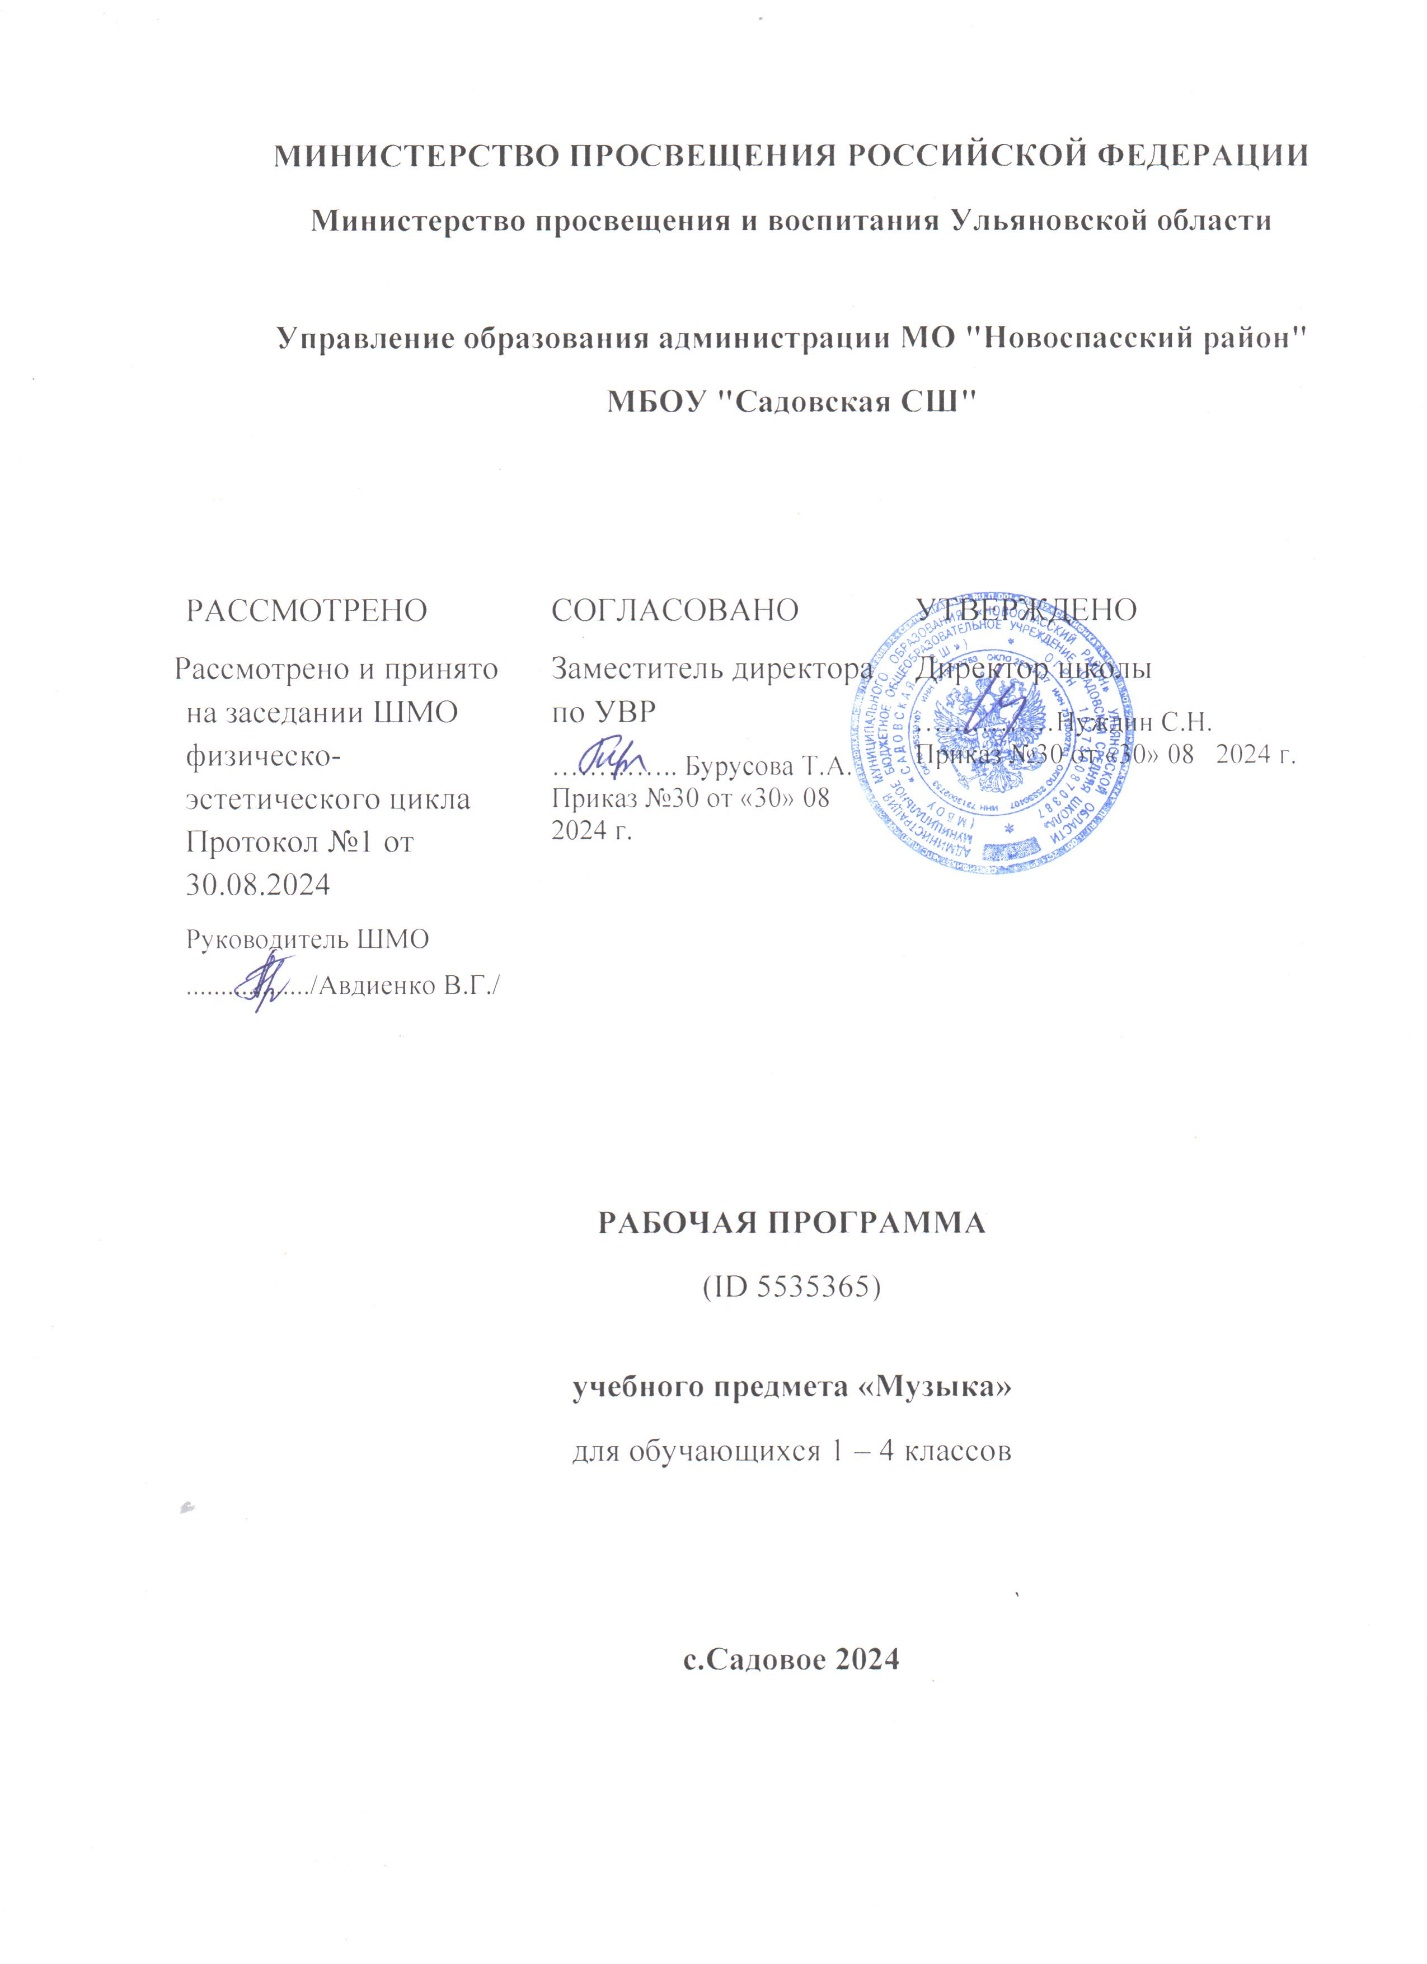 МИНИСТЕРСТВО ПРОСВЕЩЕНИЯ РОССИЙСКОЙ ФЕДЕРАЦИИ
Министерство просвещения и воспитания Ульяновской области
Управление образования администрации МО "Новоспасский район"
МБОУ "Садовская СШ"
РАССМОТРЕНО
Рассмотрено и принято
на заседании ШМО
физическо-
эстетического цикла
Протокол №1 от
30.08.2024
Руководитель ШМО
................./Авдиенко В.Г./
СОГЛАСОВАНО
Заместитель директора
по УВР
................. Бурусова Т.А.
Приказ №30 от «30» 08
2024 г.
УТВЕРЖДЕНО
Директор школы
.................Нуждин С.Н.
Приказ №30 от «30» 08 2024 г.
РАБОЧАЯ ПРОГРАММА
(ID 5535365)
учебного предмета «Музыка»
для обучающихся 1 – 4 классов
с.Садовое 2024